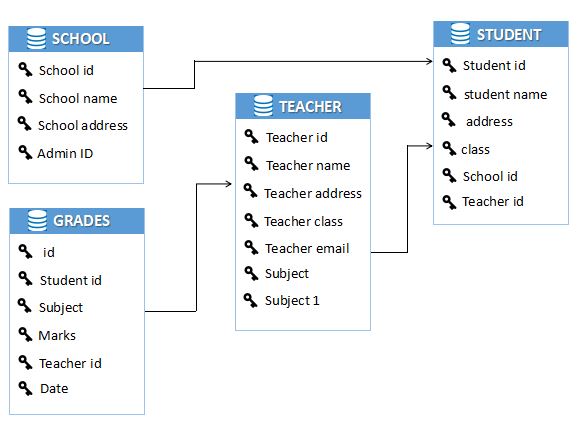 SCHOOL
School id
School name
School address
Admin ID
GRADES
id
Student id
Subject
Marks
Teacher id
Date
TEACHER
Teacher id
Teacher name
Teacher address
Teacher class
Teacher email
Subject
Subject 1
STUDENT
Student id
student name
address
class
School id
Teacher id